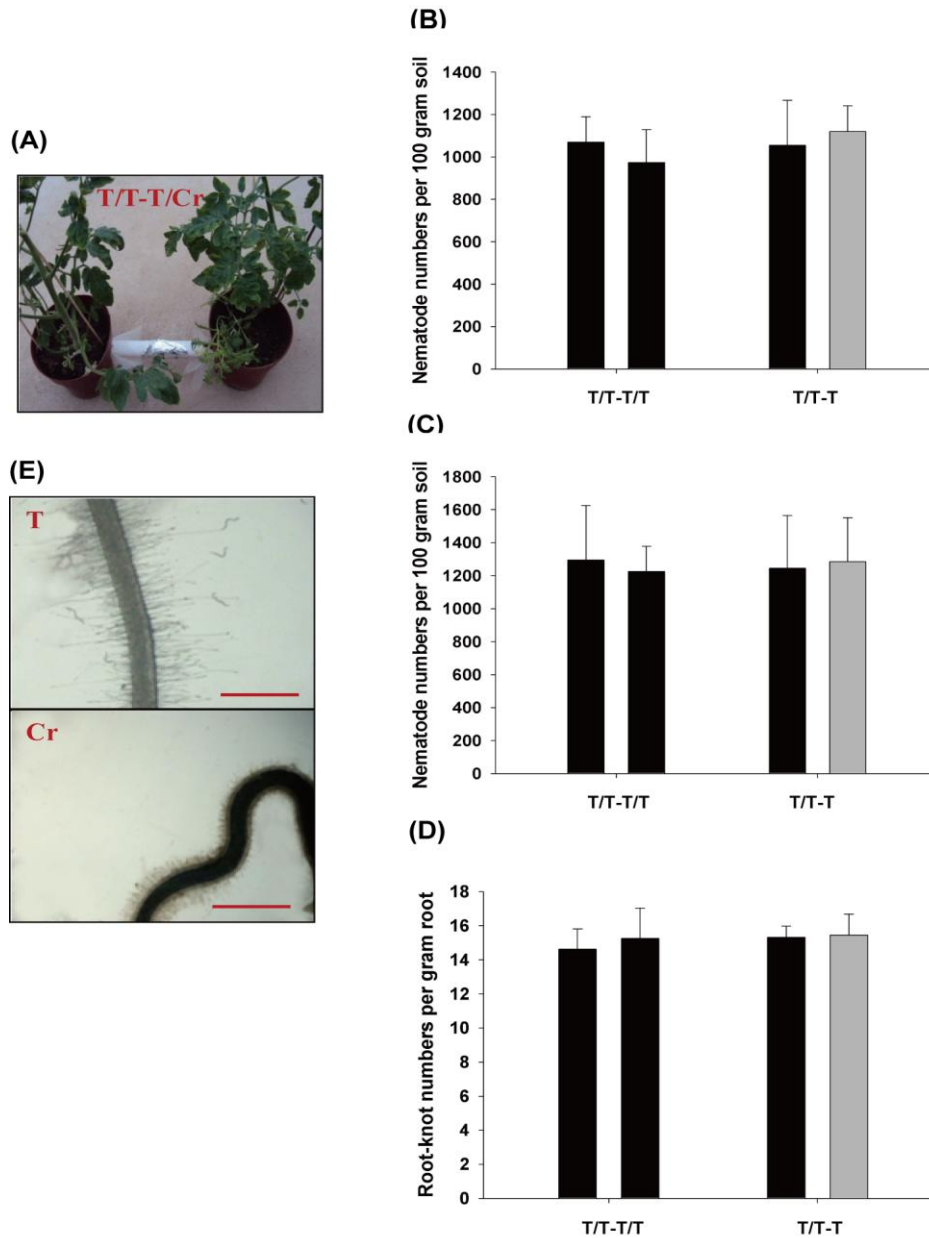 (A)
T/T-T/Cr
(B)
Nematode numbers per 100 gram soil
1400
1200
1000
800
600
400
200
0
T/T-T/T
T/T-T
(C)
Nematode numbers per 100 gram soil
1800
1600
1400
1200
1000
800
600
400
200
0
T/T-T/T
T/T-T
(D)
Root-knot numbers per gram root
18
16
14
12
10
8
6
4
2
0
T/T-T/T
T/T-T
(E)
T
Cr